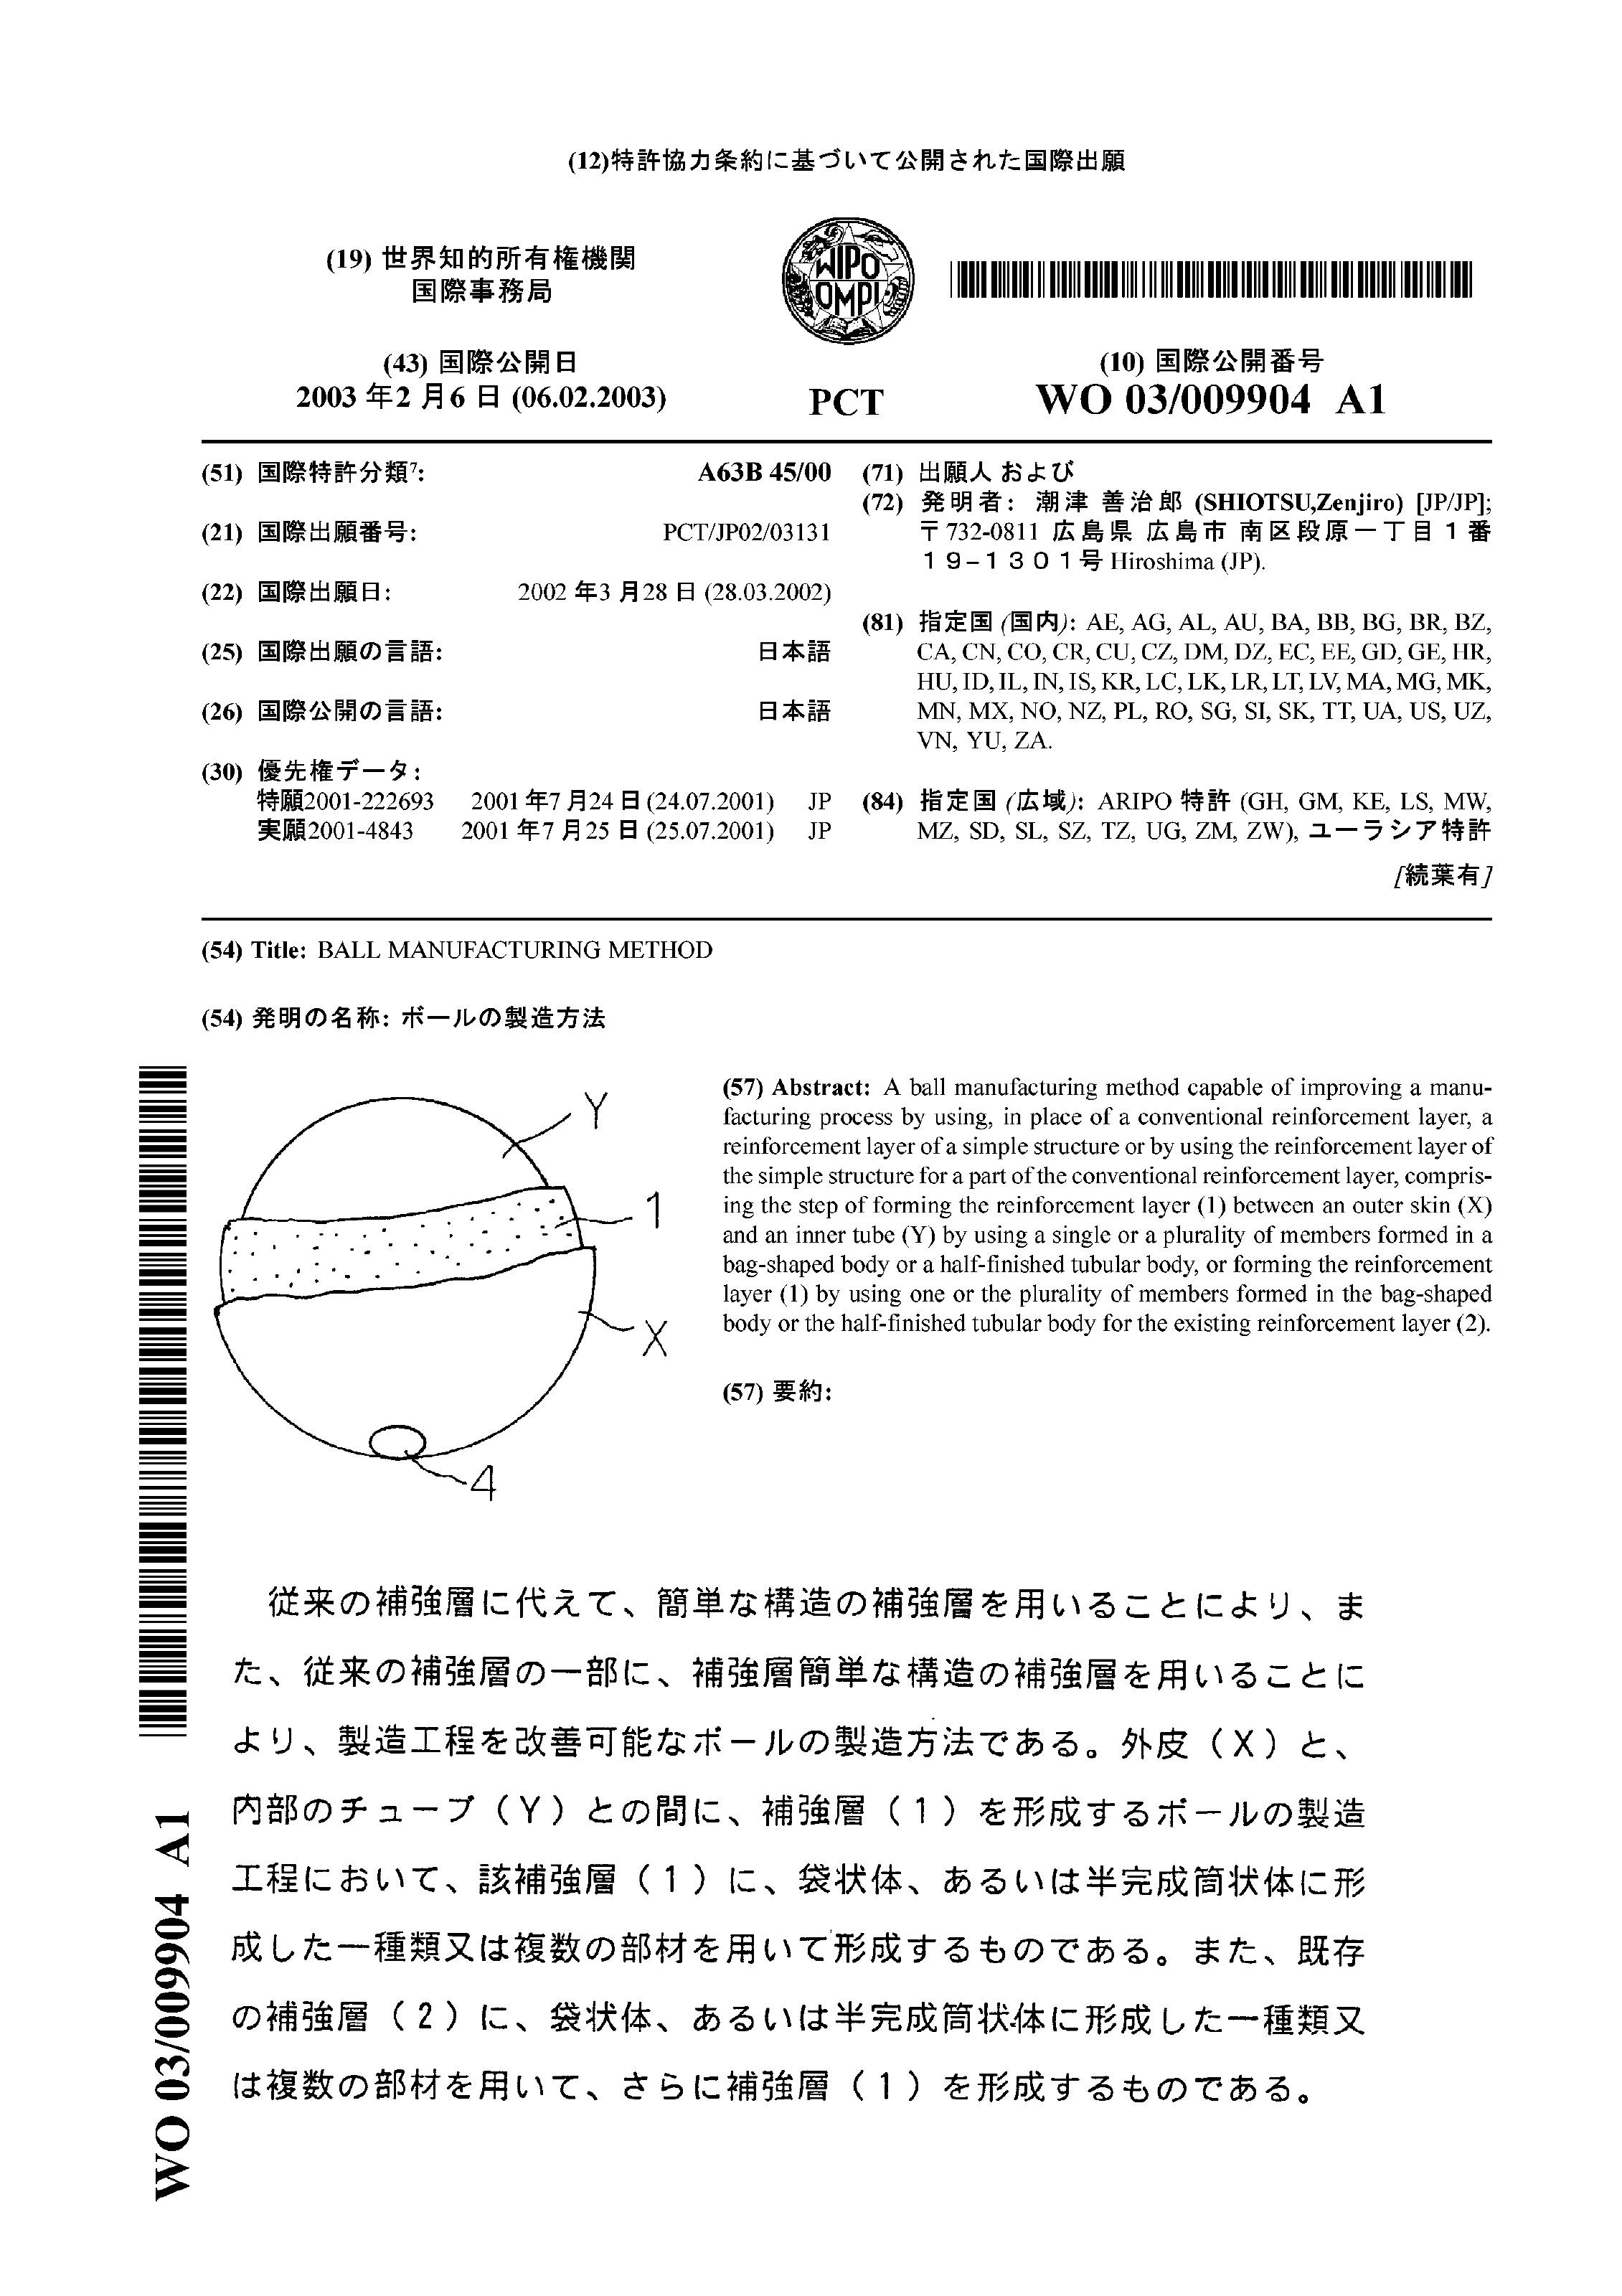 (12)特許協力条約に基づいて公開された国際出願
(19) 世界知的所有権機関
国際事務局
WIPO
OMPI
(43) 国際公開日
2003 年2 月6 日 (06.02.2003)
PCT
(10) 国際公開番号
WO 03/009904 A1
(51) 国際特許分類7: A63B 45/00
(21) 国際出願番号: PCT/JP02/03131
(22) 国際出願日: 2002 年3 月28 日 (28.03.2002)
(25) 国際出願の言語: 日本語
(26) 国際公開の言語: 日本語
(30) 優先権データ:
特願2001-222693 2001 年7 月24 日 (24.07.2001) JP
実願2001-4843 2001 年7 月25 日 (25.07.2001) JP
(71) 出願人 および
(72) 発明者: 潮津 善治郎 (SHIOTSU,Zenjiro) [JP/JP];
〒732-0811 広島県 広島市 南区段原一丁目1番
19-1301号 Hiroshima (JP).
(81) 指定国 (国内): AE, AG, AL, AU, BA, BB, BG, BR, BZ,
CA, CN, CO, CR, CU, CZ, DM, DZ, EC, EE, GD, GE, HR,
HU, ID, IL, IN, IS, KR, LC, LK, LR, LT, LV, MA, MG, MK,
MN, MX, NO, NZ, PL, RO, SG, SI, SK, TT, UA, US, UZ,
VN, YU, ZA.
(84) 指定国 (広域): ARIPO 特許 (GH, GM, KE, LS, MW,
MZ, SD, SL, SZ, TZ, UG, ZM, ZW), ユーラシア特許
[続葉有]
(54) Title: BALL MANUFACTURING METHOD
(54) 発明の名称: ボールの製造方法
Y
1
X
4
(57) Abstract: A ball manufacturing method capable of improving a manu-
facturing process by using, in place of a conventional reinforcement layer, a
reinforcement layer of a simple structure or by using the reinforcement layer of
the simple structure for a part of the conventional reinforcement layer, compris-
ing the step of forming the reinforcement layer (1) between an outer skin (X)
and an inner tube (Y) by using a single or a plurality of members formed in a
bag-shaped body or a half-finished tubular body, or forming the reinforcement
layer (1) by using one or the plurality of members formed in the bag-shaped
body or the half-finished tubular body for the existing reinforcement layer (2).
(57) 要約:
従来の補強層に代えて、簡単な構造の補強層を用いることにより、ま
た、従来の補強層の一部に、補強層簡単な構造の補強層を用いることに
より、製造工程を改善可能なボールの製造方法である。外皮（X）と、
内部のチューブ（Y）との間に、補強層（1）を形成するボールの製造
工程において、該補強層（1）に、袋状体、あるいは半完成筒状体に形
成した一種類又は複数の部材を用いて形成するものである。また、既存
の補強層（2）に、袋状体、あるいは半完成筒状体に形成した一種類又
は複数の部材を用いて、さらに補強層（1）を形成するものである。
WO 03/009904 A1